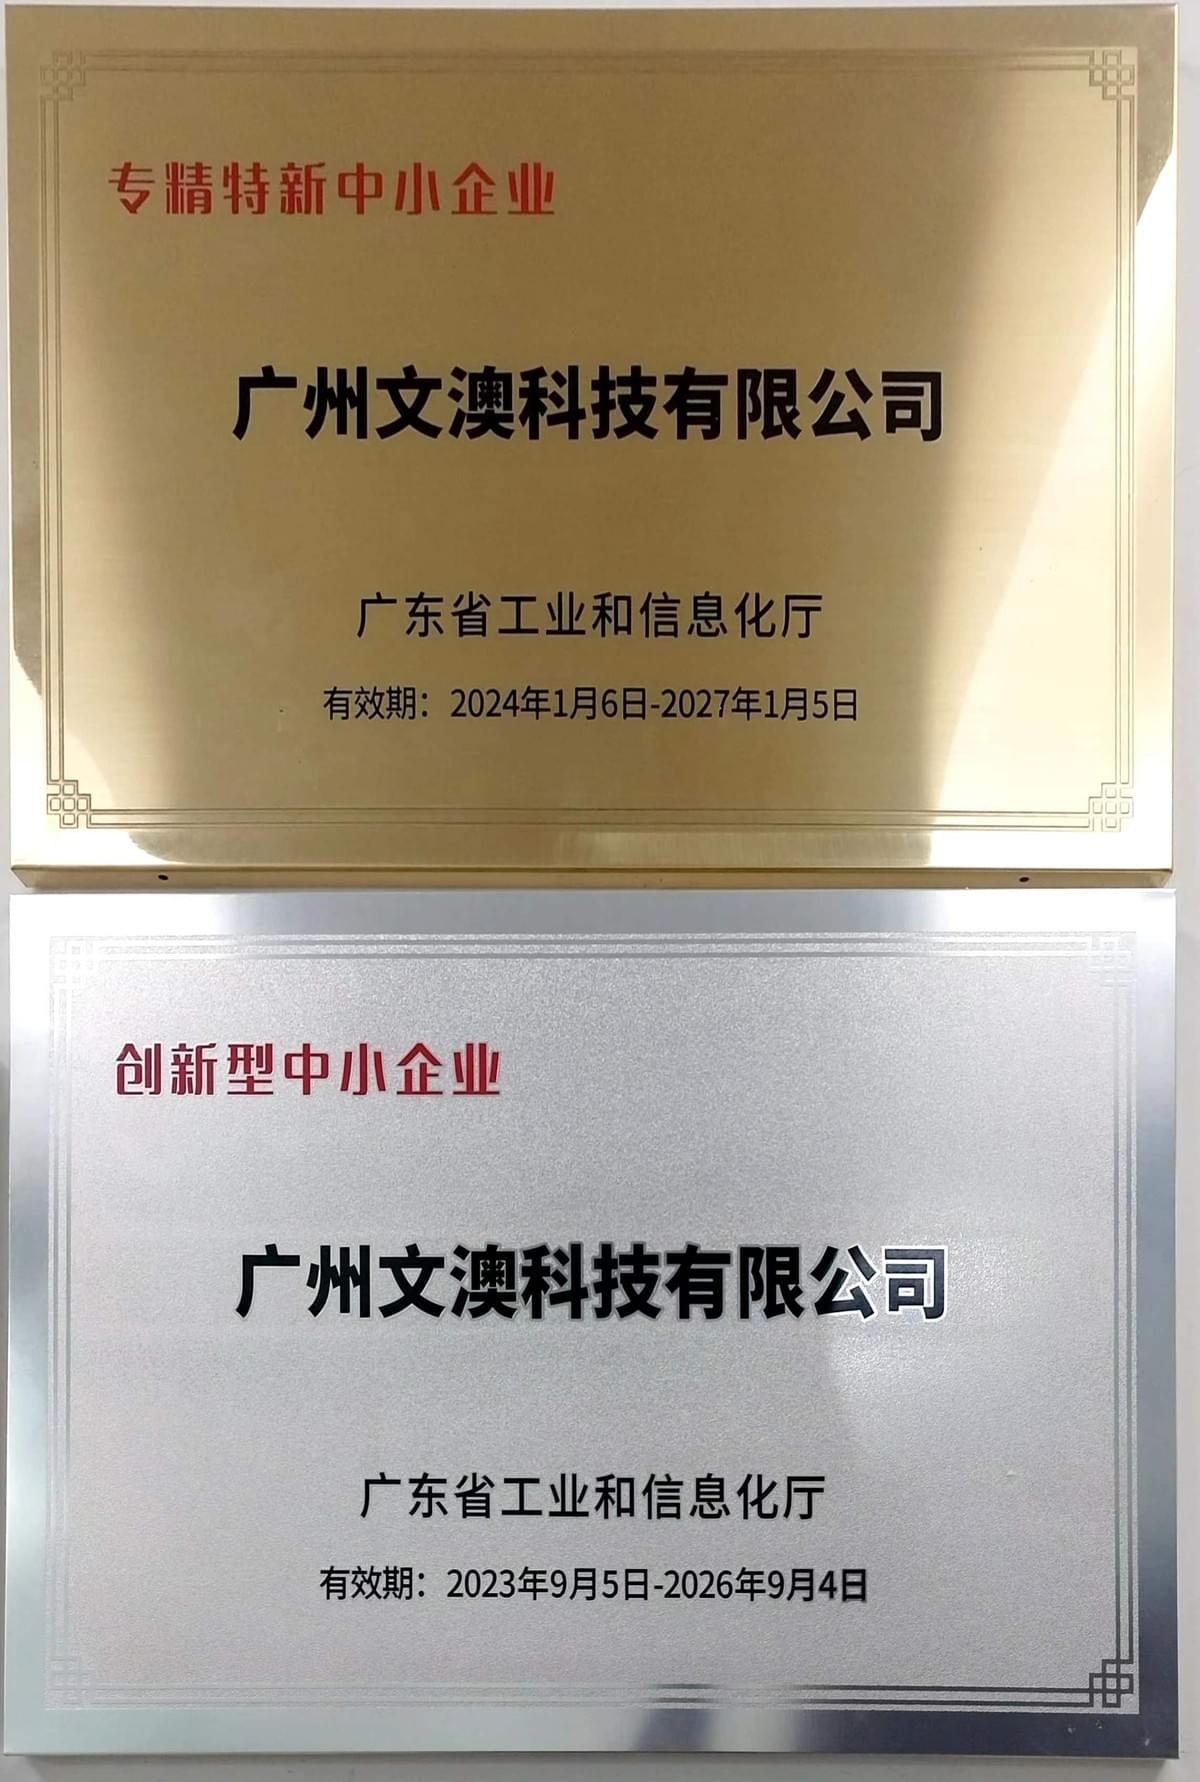 专精特新中小企业
广州文澳科技有限公司
广东省工业和信息化厅
有效期：2024年1月6日-2027年1月5日
创新型中小企业
广州文澳科技有限公司
广东省工业和信息化厅
有效期：2023年9月5日-2026年9月4日